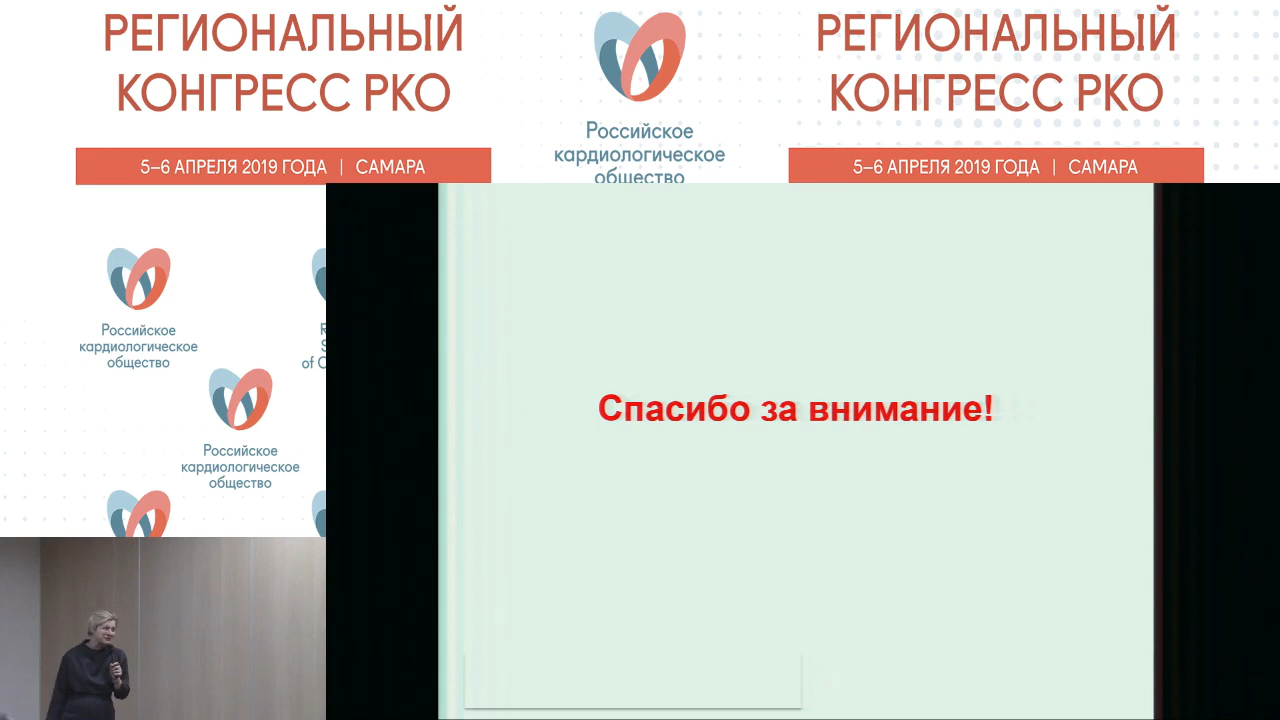 РЕГИОНАЛЬНЫЙ
КОНГРЕСС РКО
5–6 АПРЕЛЯ 2019 ГОДА | САМАРА
Российское
кардиологическое
общество
РЕГИОНАЛЬНЫЙ
КОНГРЕСС РКО
5–6 АПРЕЛЯ 2019 ГОДА | САМАРА
Российское
кардиологическое
общество
of
Российское
кардиологическое
общество
Спасибо за внимание!